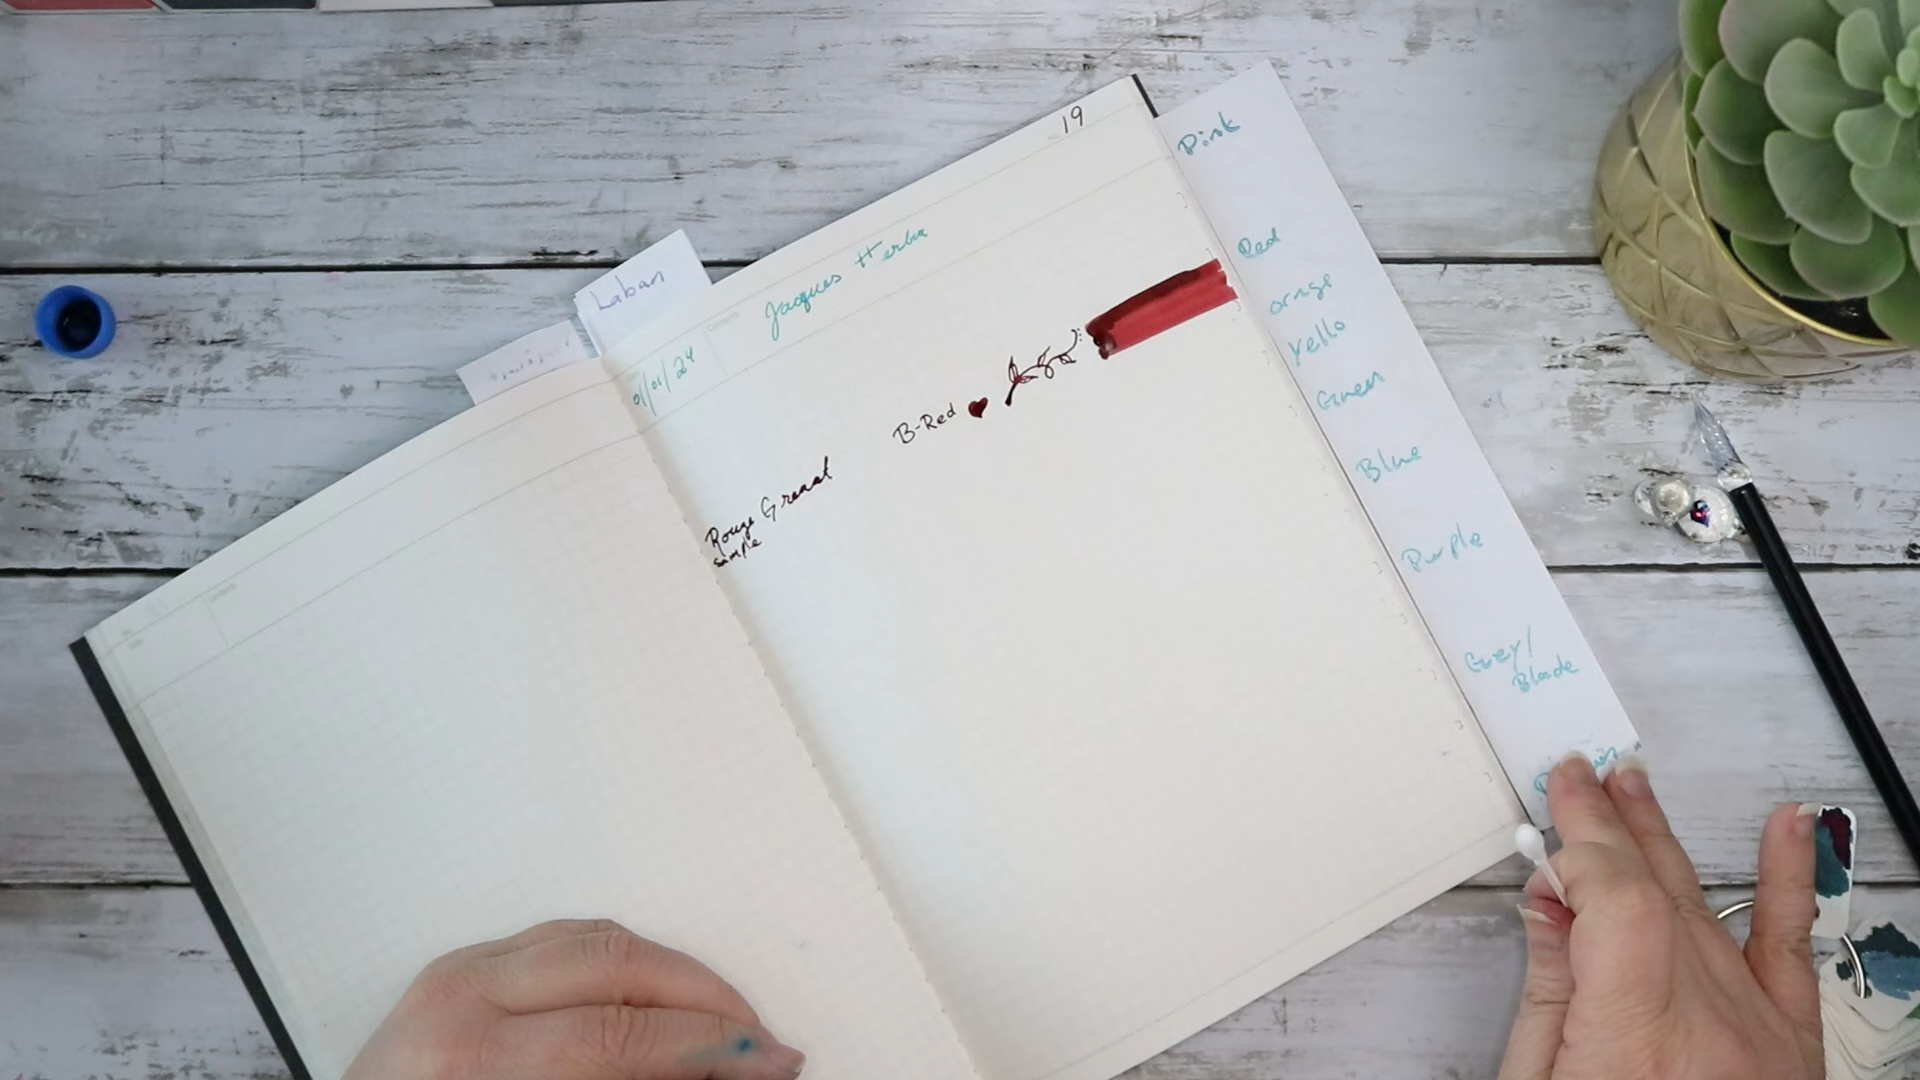 19
Laban
Jacques Herbin
01/01/24
B-Red
Rouge Grenat
sample
Pink
Red
orange
Yello
Green
Blue
Purple
Grey/
Blade